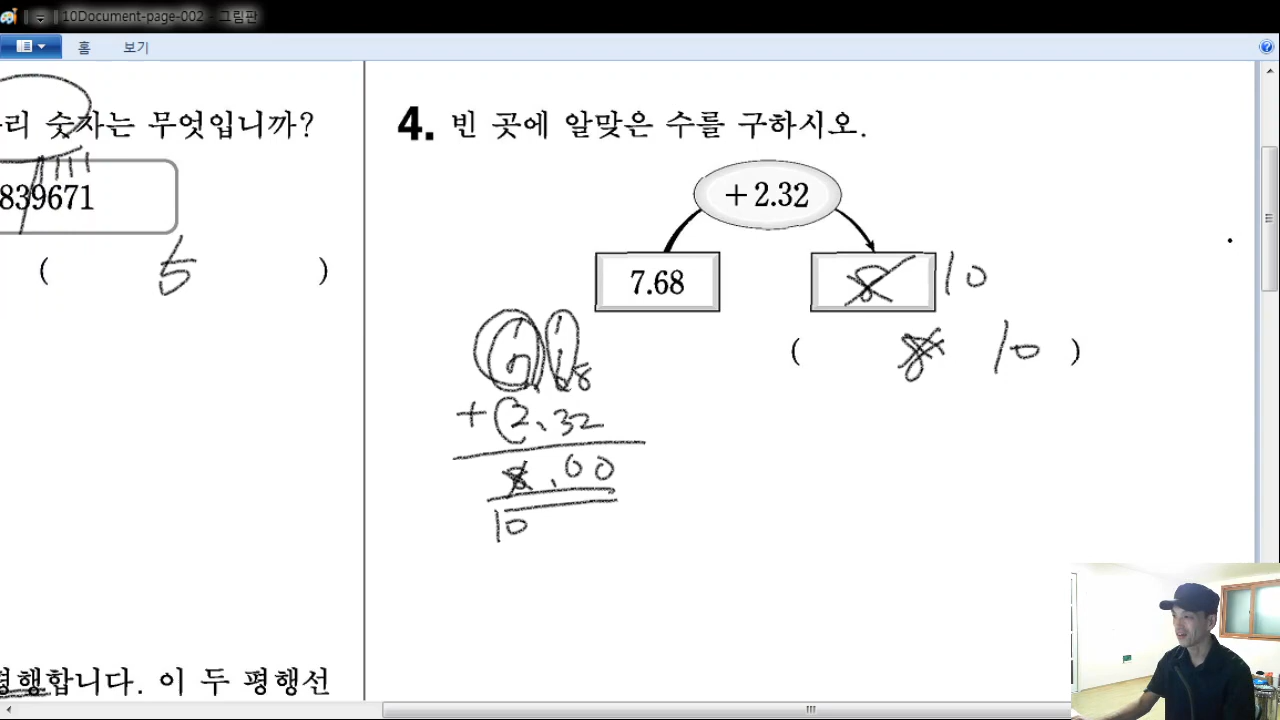 10Document-page-002 - 그림판
홈 보기
리 숫자는 무엇입니까?
839671
( 5 )
평행합니다. 이 두 평행선
4. 빈 곳에 알맞은 수를 구하시오.
+2.32
7.68
8 10
( 8 10 )
1 1
7.68
+ 2.32
8.00
10